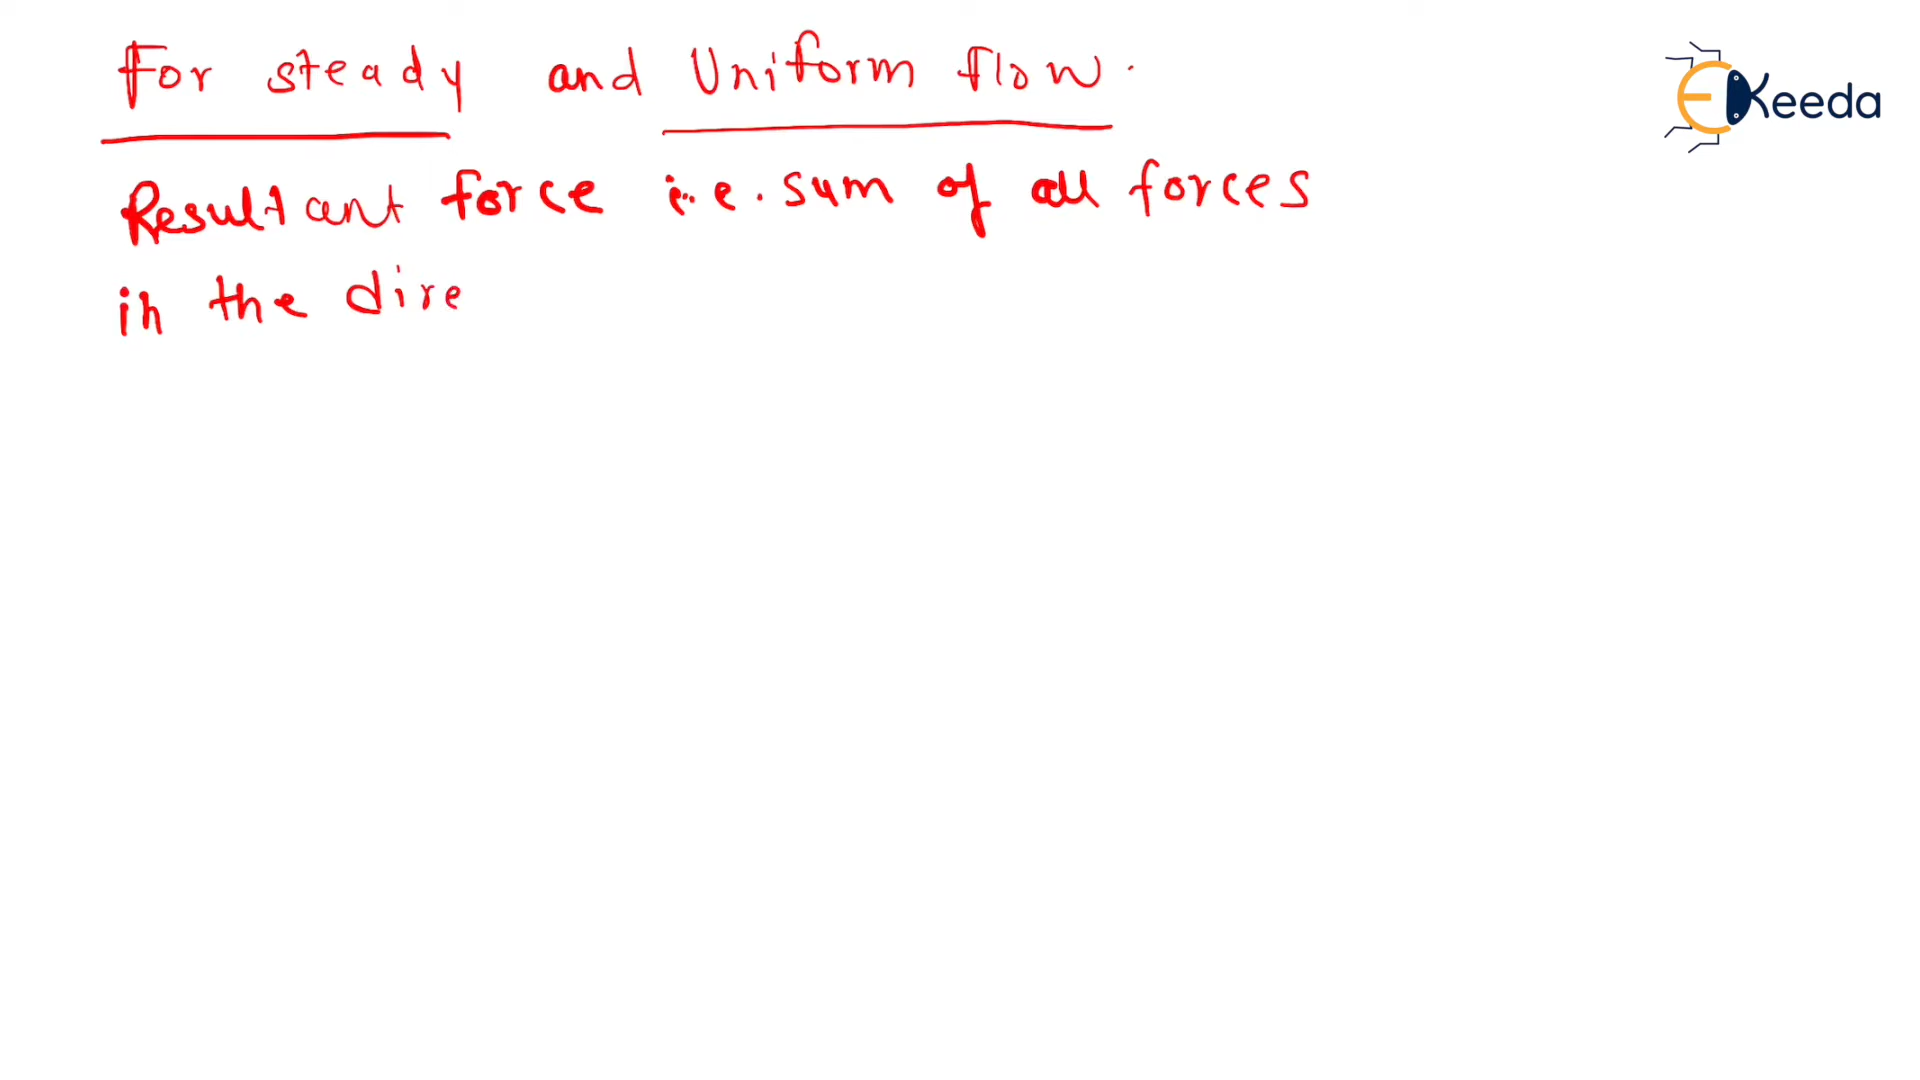 For steady and Uniform flow.
EKeeda
Resultant force i.e. sum of all forces
in the dire